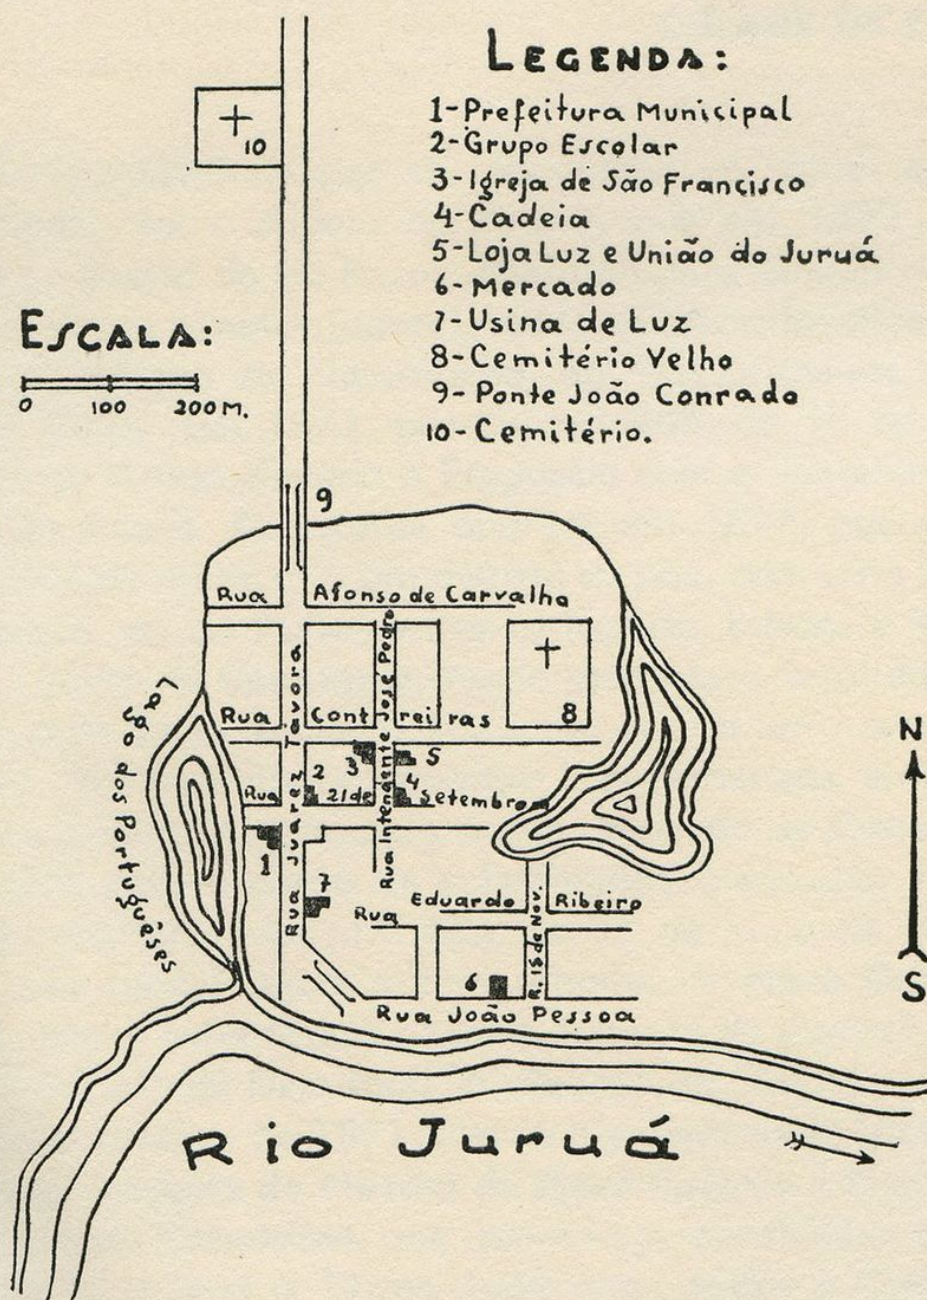 LEGENDA:
1-Prefeitura Municipal
2-Grupo Escolar
3-Igreja de São Francisco
4-Cadeia
5-Loja Luz e União do Juruá
6-Mercado
7-Usina de Luz
8-Cemitério Velho
9-Ponte João Conrado
10-Cemitério.
10
ESCALA:
0 100 200 M.
9
Rua Afonso de Carvalho
Rua Contreiras
8
Rua Intendente José Pedro
Rua Juarez Tavora
Lago dos Portuguêses
3
5
2
4
Rua 21 de Setembro
1
7
Rua Eduardo Ribeiro
R. 15 de Nov.
6
Rua João Pessoa
N
S
Rio Juruá